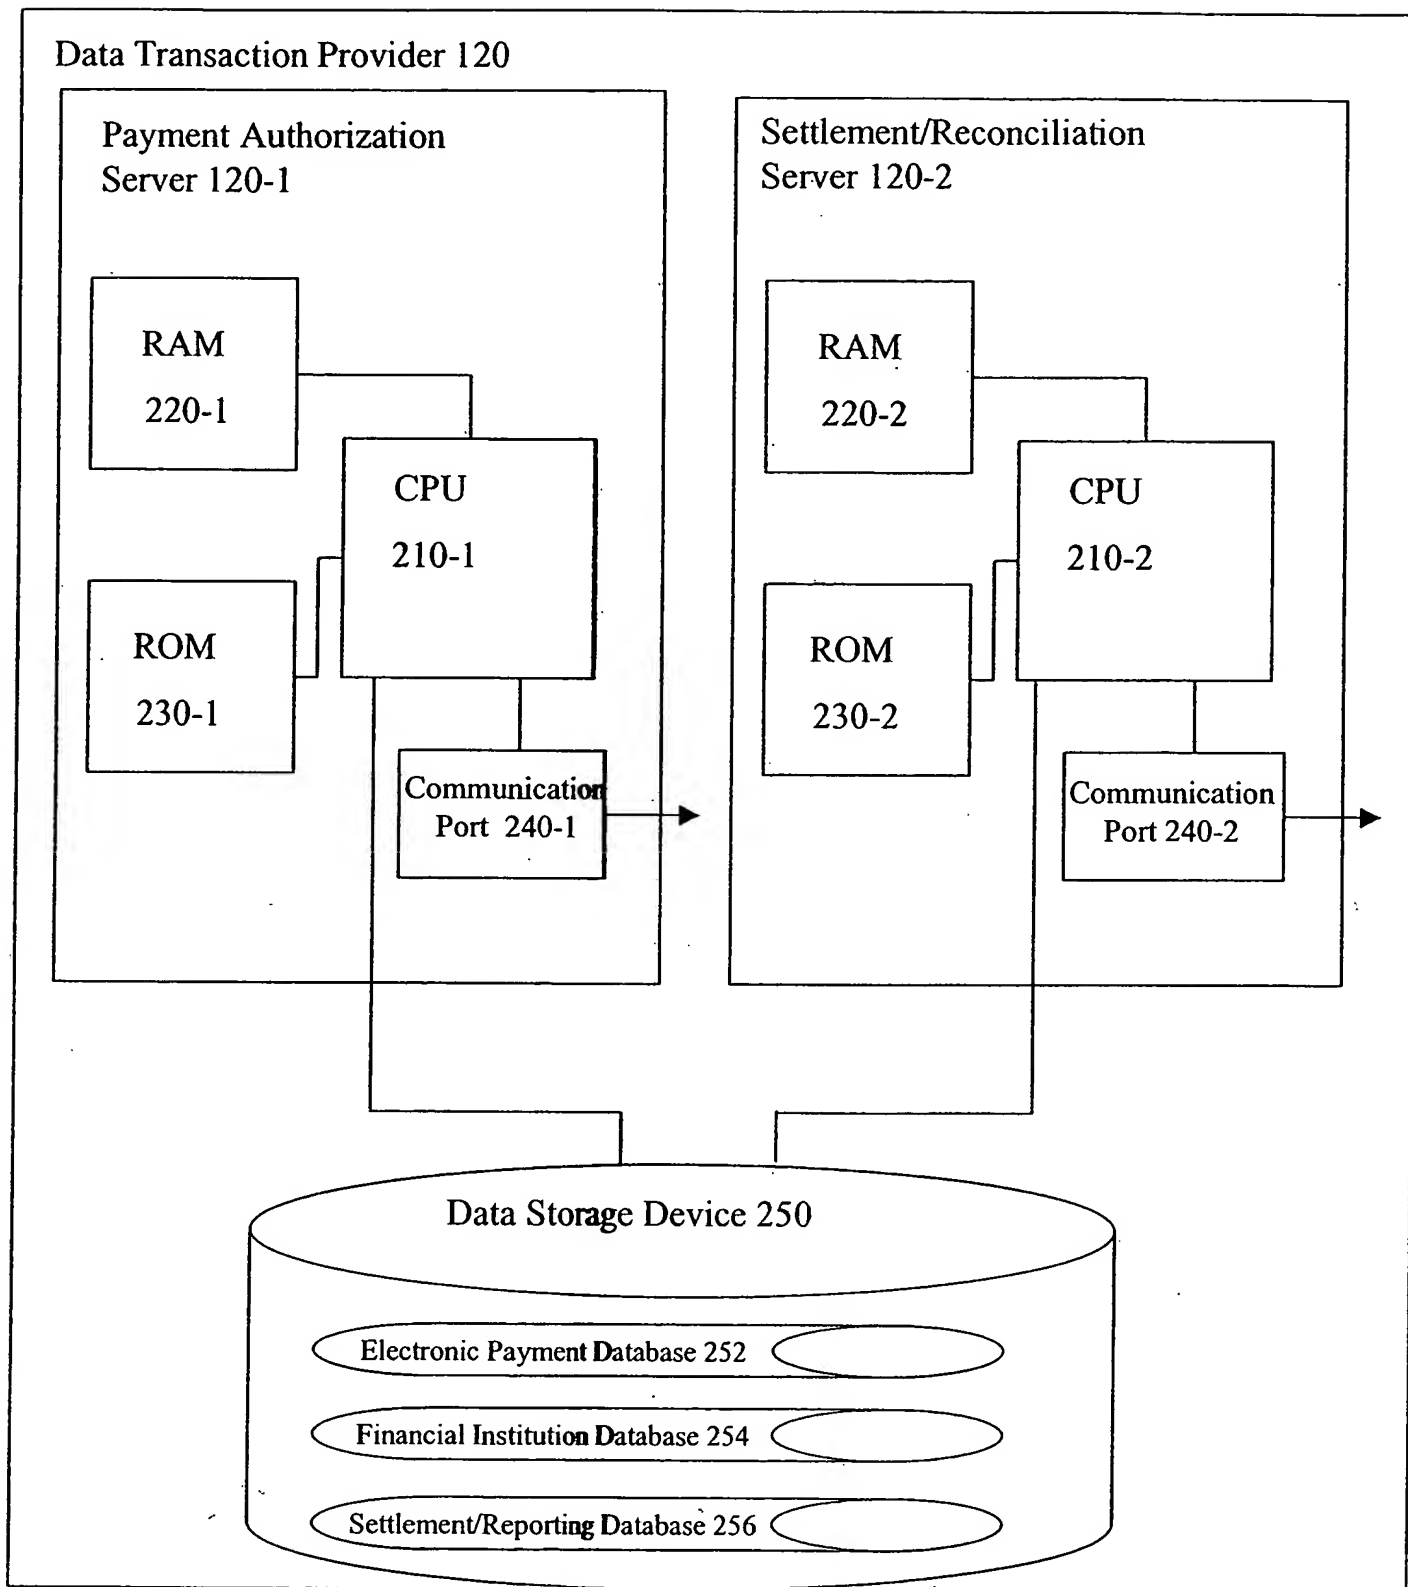 Data Transaction Provider 120
Payment Authorization
Server 120-1
RAM
220-1
CPU
210-1
ROM
230-1
Communication
Port 240-1
Settlement/Reconciliation
Server 120-2
RAM
220-2
CPU
210-2
ROM
230-2
Communication
Port 240-2
Data Storage Device 250
Electronic Payment Database 252
Financial Institution Database 254
Settlement/Reporting Database 256